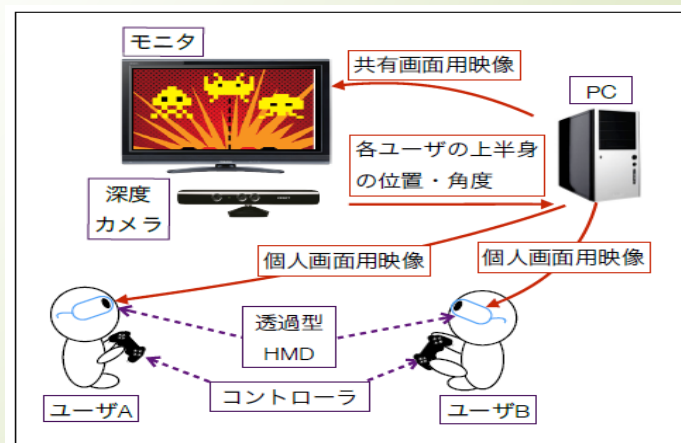 モニタ
共有画面用映像
PC
各ユーザの上半身
の位置・角度
深度
カメラ
個人画面用映像
個人画面用映像
透過型
HMD
コントローラ
ユーザA
ユーザB